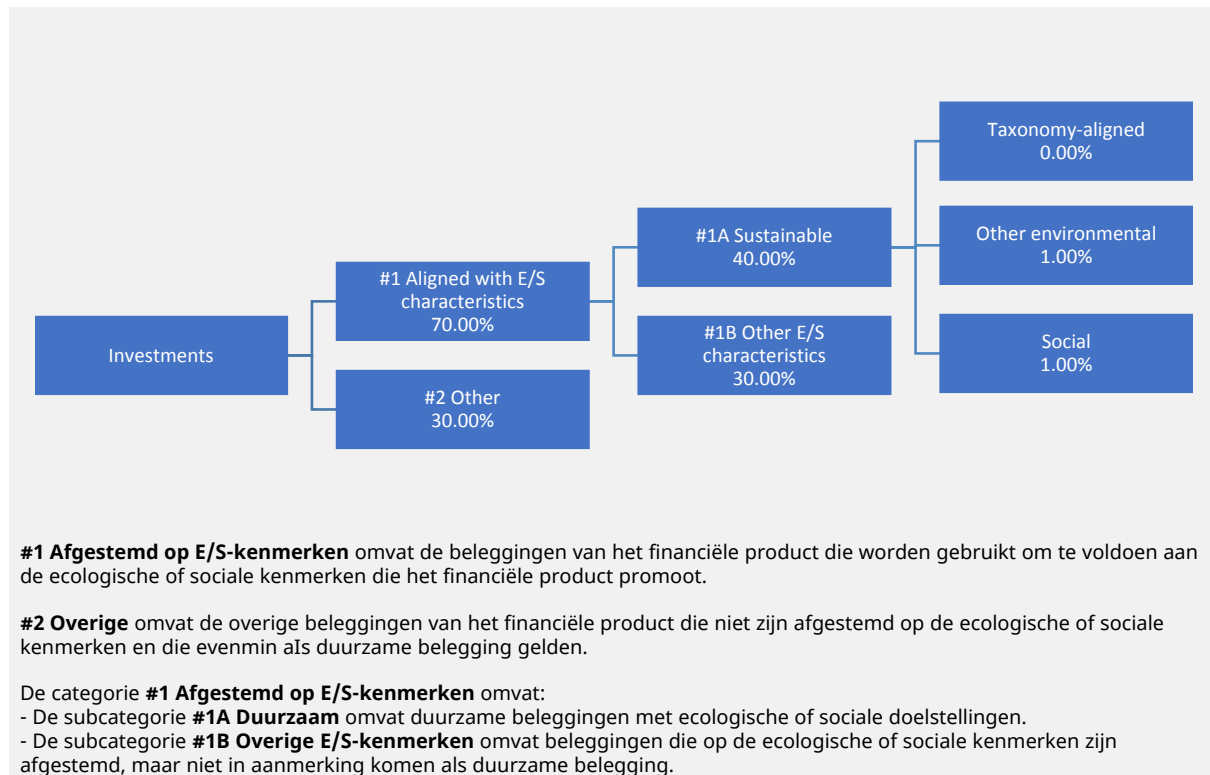 Taxonomy-aligned
0.00%
#1A Sustainable
40.00%
Other environmental
1.00%
#1 Aligned with E/S
characteristics
70.00%
Investments
#1B Other E/S
characteristics
30.00%
Social
1.00%
#2 Other
30.00%
#1 Afgestemd op E/S-kenmerken omvat de beleggingen van het financiële product die worden gebruikt om te voldoen aan
de ecologische of sociale kenmerken die het financiële product promoot.
#2 Overige omvat de overige beleggingen van het financiële product die niet zijn afgestemd op de ecologische of sociale
kenmerken en die evenmin aIs duurzame belegging gelden.
De categorie #1 Afgestemd op E/S-kenmerken omvat:
- De subcategorie #1A Duurzaam omvat duurzame beleggingen met ecologische of sociale doelstellingen.
- De subcategorie #1B Overige E/S-kenmerken omvat beleggingen die op de ecologische of sociale kenmerken zijn
afgestemd, maar niet in aanmerking komen als duurzame belegging.